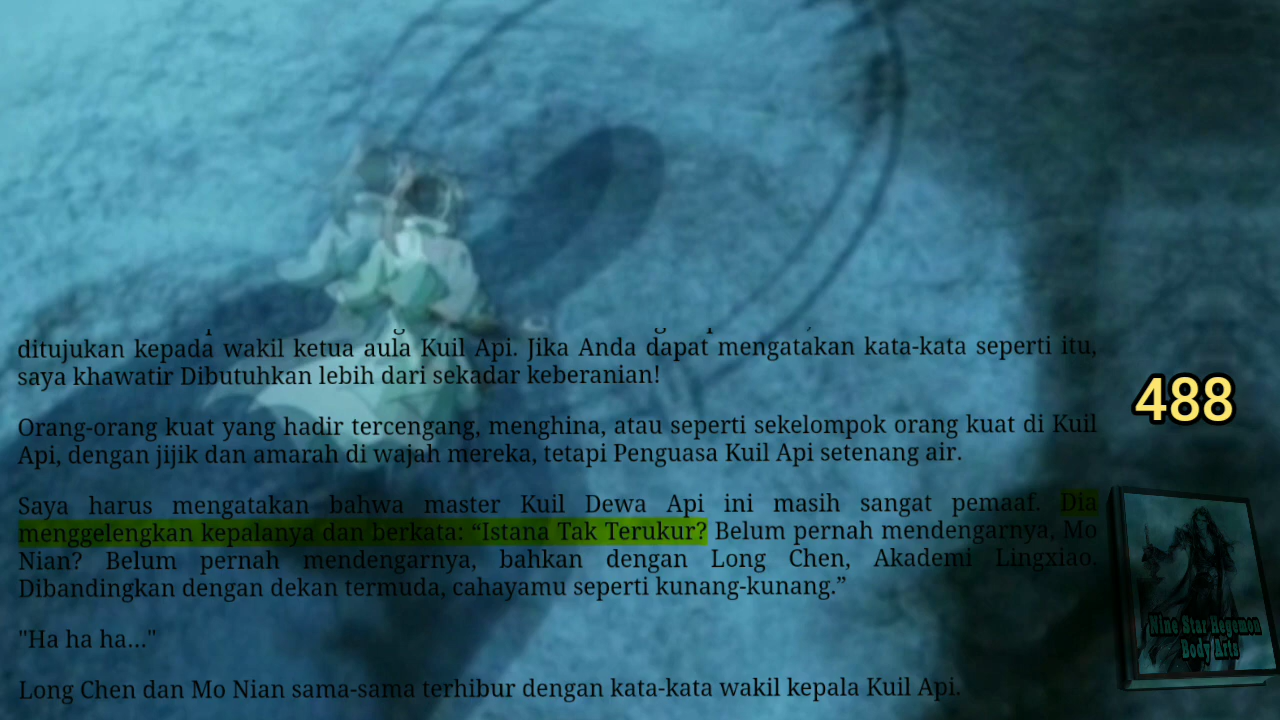 ditujukan kepada wakil ketua aula Kuil Api. Jika Anda dapat mengatakan kata-kata seperti itu,
saya khawatir Dibutuhkan lebih dari sekadar keberanian!
Orang-orang kuat yang hadir tercengang, menghina, atau seperti sekelompok orang kuat di Kuil
Api, dengan jijik dan amarah di wajah mereka, tetapi Penguasa Kuil Api setenang air.
Saya harus mengatakan bahwa master Kuil Dewa Api ini masih sangat pemaaf. Dia
menggelengkan kepalanya dan berkata: “Istana Tak Terukur? Belum pernah mendengarnya, Mo
Nian? Belum pernah mendengarnya, bahkan dengan Long Chen, Akademi Lingxiao.
Dibandingkan dengan dekan termuda, cahayamu seperti kunang-kunang.”
"Ha ha ha..."
Long Chen dan Mo Nian sama-sama terhibur dengan kata-kata wakil kepala Kuil Api.
488
Nine Star Hegemon
Body Arts